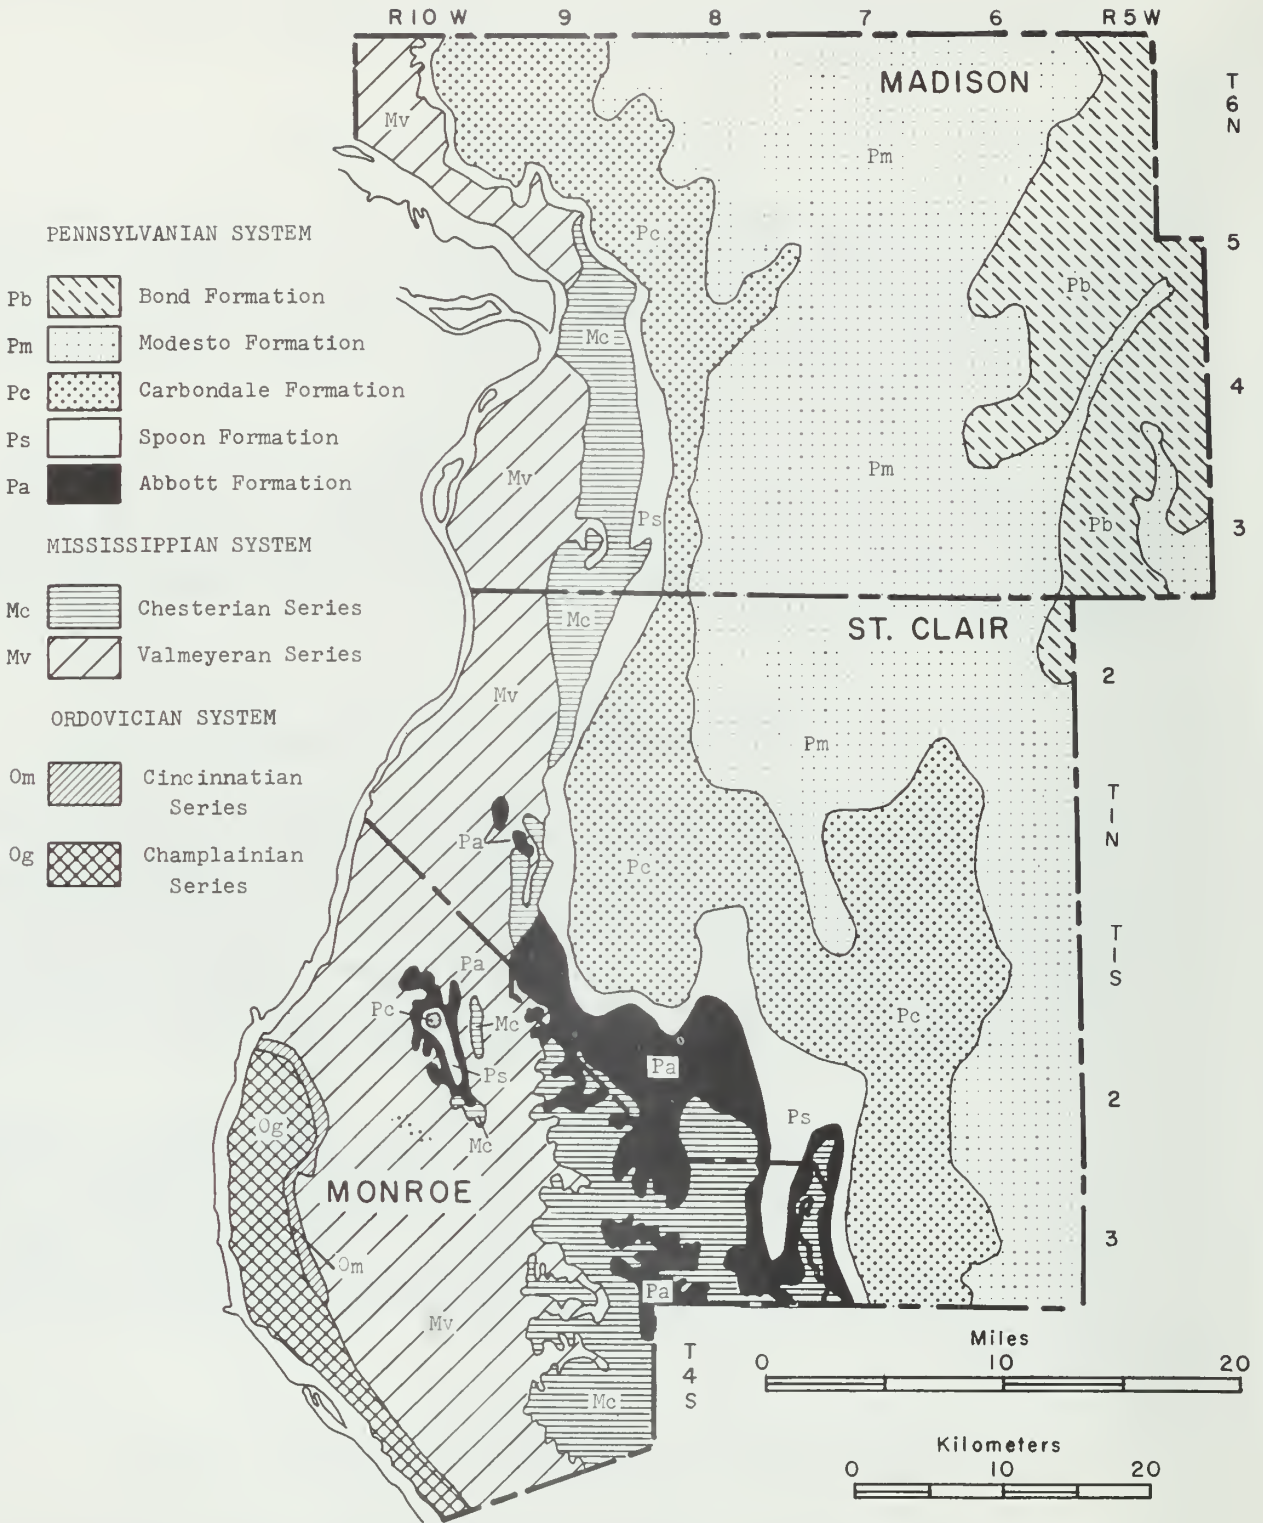 R 10 W 9 8 7 6 R 5 W
MADISON
T
6
N
Mv
Pm
PENNSYLVANIAN SYSTEM
Pc
5
Pb Bond Formation
Pb
Pm Modesto Formation
Mc
Pc Carbondale Formation
4
Ps Spoon Formation
Pm
Pa Abbott Formation
Mv
Ps
Pb
3
MISSISSIPPIAN SYSTEM
Mc Chesterian Series
Mc
ST. CLAIR
Mv Valmeyeran Series
2
Mv
ORDOVICIAN SYSTEM
Pm
Om Cincinnatian
Series
T
I
N
Pa
Og Champlainian
Series
Pc
T
I
S
Pa
Pc
Mc
Pc
Pa
Ps
2
Ps
Og
Mc
MONROE
3
Om
Pa
Mv
Miles
T
4
S
0 10 20
Mc
Kilometers
0 10 20